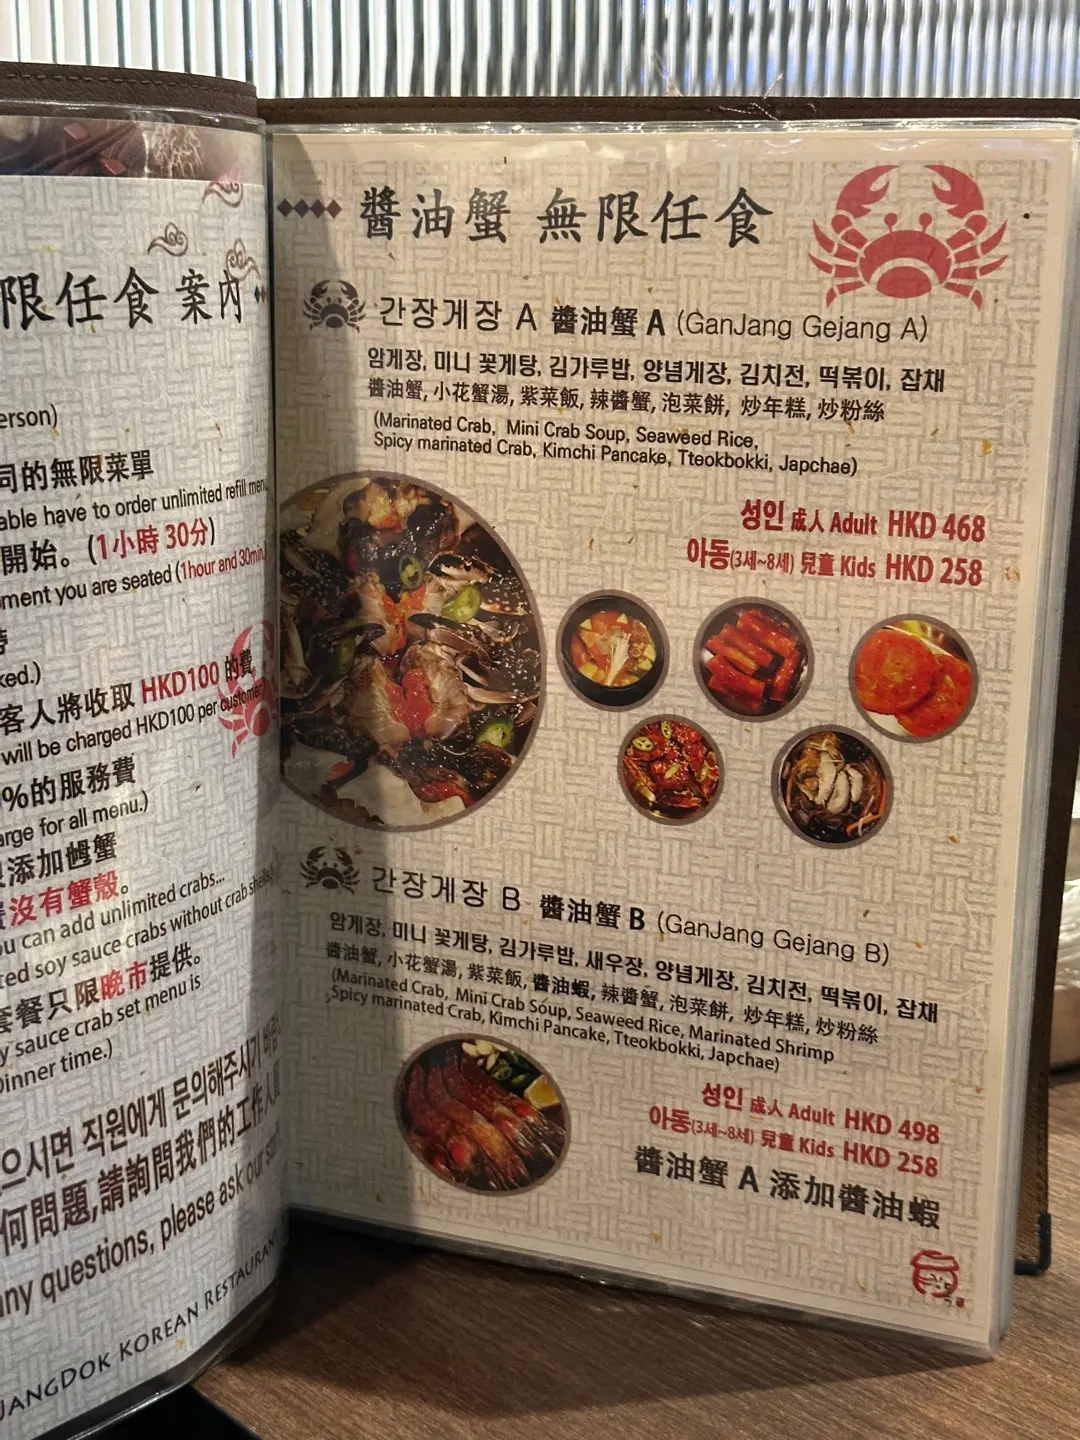 限任食 案內
erson)
同的無限菜單
able have to order unlimited refill menu
開始。(1小時 30分)
ment you are seated (1hour and 30min.)
ked.)
客人將收取 HKD100 的費
will be charged HKD100 per customer
%的服務費
arge for all menu.)
添加雌蟹
沒有蟹殼。
ou can add unlimited crabs...
ted soy sauce crabs without crab shells
套餐只限晚市提供。
y sauce crab set menu is
Dinner time.)
으시면 직원에게 문의해주시기
何問題,請詢問我們的工作人員
any questions, please ask our staff
JANGDOK KOREAN RESTAURANT
醬油蟹 無限任食
간장게장 A 醬油蟹 A (GanJang Gejang A)
암게장, 미니 꽃게탕, 김가루밥, 양념게장, 김치전, 떡볶이, 잡채
醬油蟹, 小花蟹湯, 紫菜飯, 辣醬蟹, 泡菜餅, 炒年糕, 炒粉絲
(Marinated Crab, Mini Crab Soup, Seaweed Rice,
Spicy marinated Crab, Kimchi Pancake, Tteokbokki, Japchae)
성인 成人 Adult HKD 468
아동(3세~8세) 兒童 Kids HKD 258
간장게장 B 醬油蟹 B (GanJang Gejang B)
암게장, 미니 꽃게탕, 김가루밥, 새우장, 양념게장, 김치전, 떡볶이, 잡채
醬油蟹, 小花蟹湯, 紫菜飯, 醬油蝦, 辣醬蟹, 泡菜餅, 炒年糕, 炒粉絲
(Marinated Crab, Mini Crab Soup, Seaweed Rice, Marinated Shrimp
Spicy marinated Crab, Kimchi Pancake, Tteokbokki, Japchae)
성인 成人 Adult HKD 498
아동(3세~8세) 兒童 Kids HKD 258
醬油蟹 A 添加醬油蝦